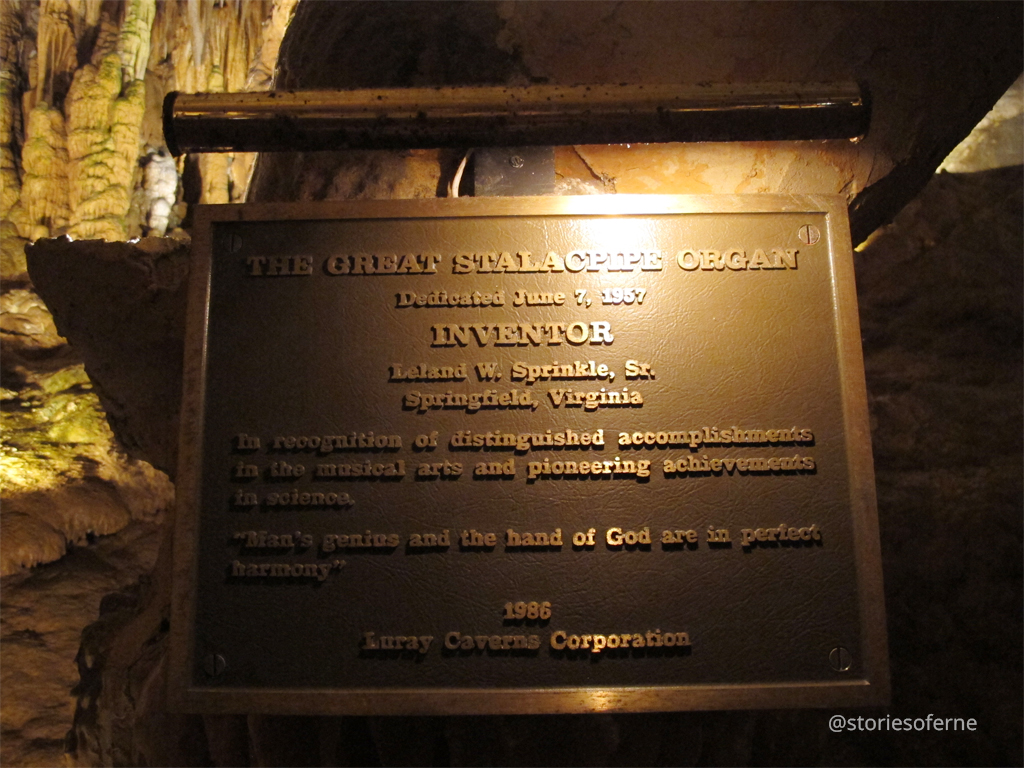 THE GREAT STALACPIPE ORGAN
Dedicated June 7, 1957
INVENTOR
Leland W. Sprinkle, Sr.
Springfield, Virginia
In recognition of distinguished accomplishments
in the musical arts and pioneering achievements
in science.
"Man's genius and the hand of God are in perfect
harmony"
1986
Luray Caverns Corporation
@storiesoferne